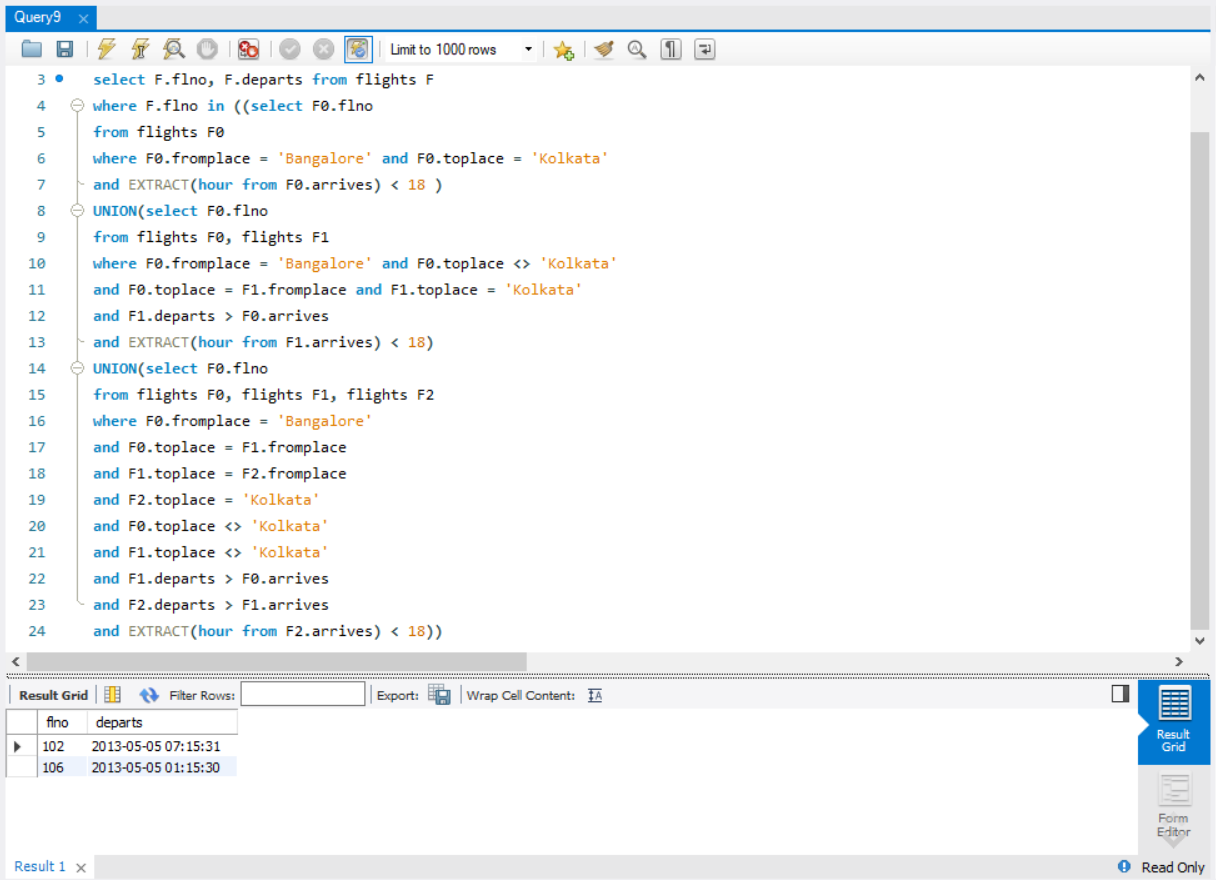 Query9
Limit to 1000 rows
3 select F.flno, F.departs from flights F
4 where F.flno in ((select F0.flno
5 from flights F0
6 where F0.fromplace = 'Bangalore' and F0.toplace = 'Kolkata'
7 and EXTRACT(hour from F0.arrives) < 18 )
8 UNION(select F0.flno
9 from flights F0, flights F1
10 where F0.fromplace = 'Bangalore' and F0.toplace <> 'Kolkata'
11 and F0.toplace = F1.fromplace and F1.toplace = 'Kolkata'
12 and F1.departs > F0.arrives
13 and EXTRACT(hour from F1.arrives) < 18)
14 UNION(select F0.flno
15 from flights F0, flights F1, flights F2
16 where F0.fromplace = 'Bangalore'
17 and F0.toplace = F1.fromplace
18 and F1.toplace = F2.fromplace
19 and F2.toplace = 'Kolkata'
20 and F0.toplace <> 'Kolkata'
21 and F1.toplace <> 'Kolkata'
22 and F1.departs > F0.arrives
23 and F2.departs > F1.arrives
24 and EXTRACT(hour from F2.arrives) < 18))
Result Grid Filter Rows: Export: Wrap Cell Content:
flno departs
102 2013-05-05 07:15:31
106 2013-05-05 01:15:30
Result
Grid
Form
Editor
Result 1 Read Only